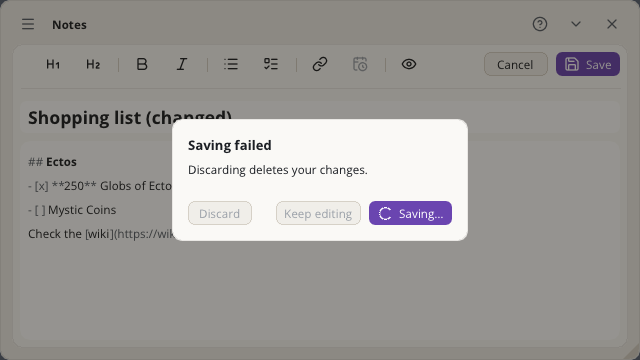 Notes
H1 H2 B I Cancel Save
Shopping list (changed)
## Ectos
- [x] **250** Globs of Ecto
- [ ] Mystic Coins
Check the [wiki](https://wik
Saving failed
Discarding deletes your changes.
Discard Keep editing Saving...